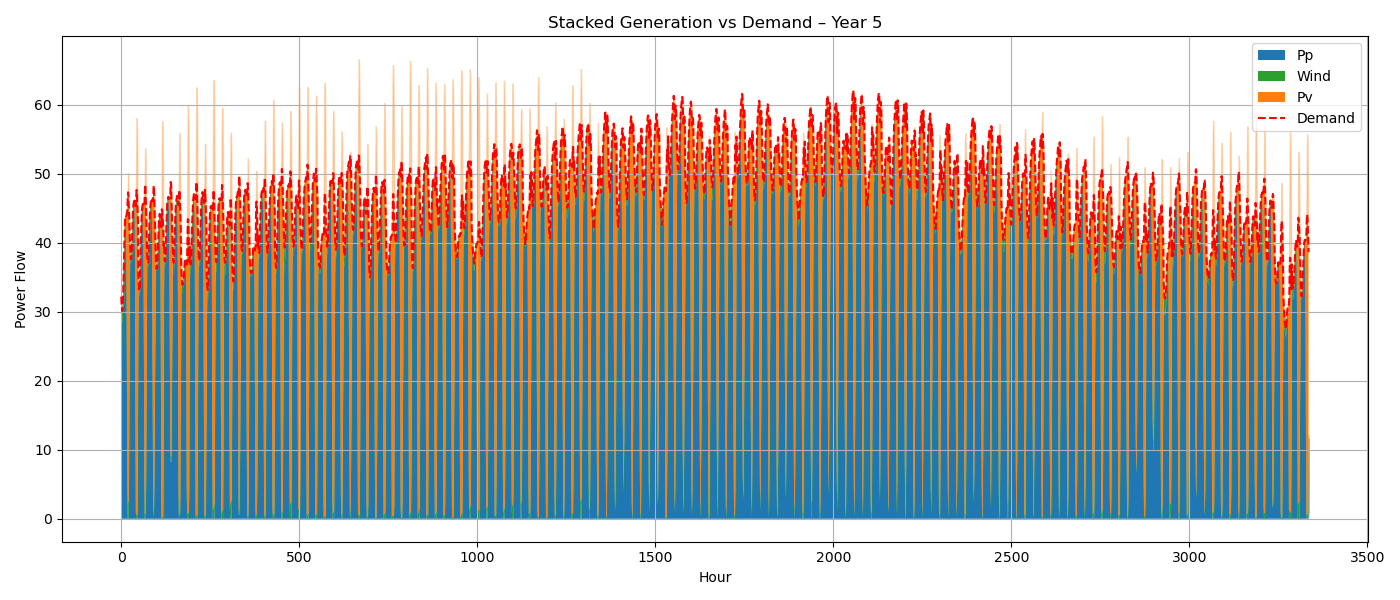 Stacked Generation vs Demand – Year 5
Pp
Wind
Pv
Demand
Power Flow
60
50
40
30
20
10
0
0 500 1000 1500 2000 2500 3000 3500
Hour